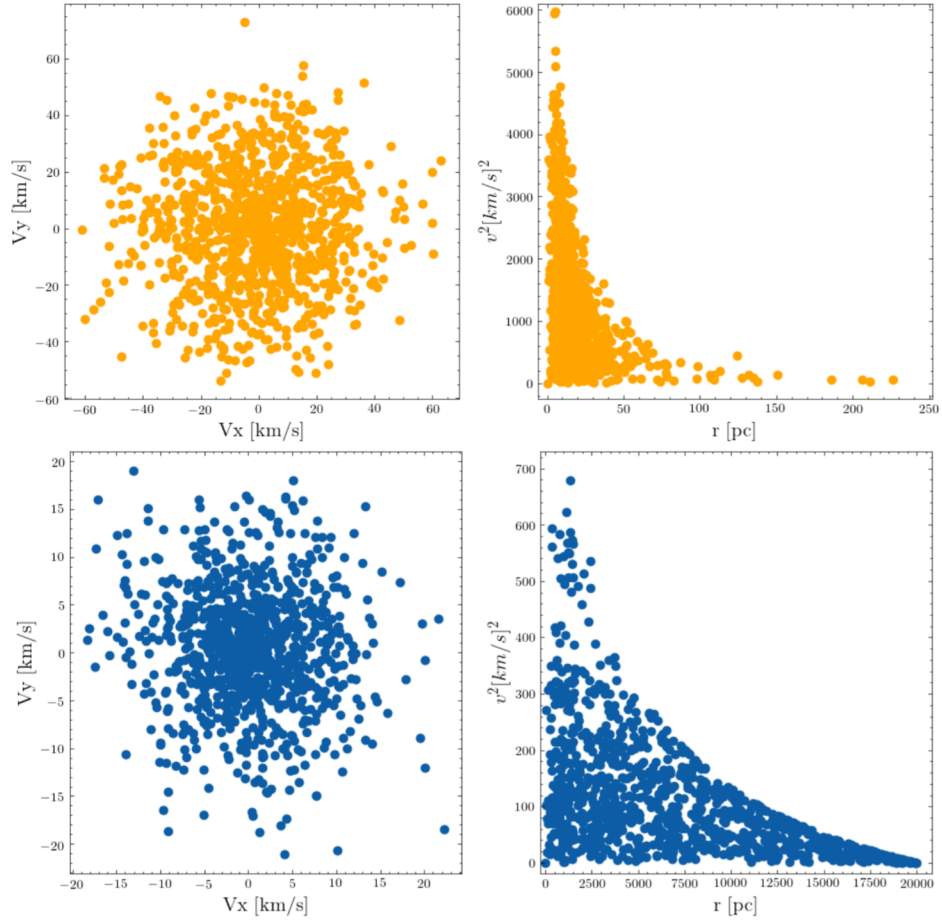 60
40
20
0
−20
−40
−60
Vy [km/s]
−60 −40 −20 0 20 40 60
Vx [km/s]
6000
5000
4000
3000
2000
1000
0
v²[km/s]²
0 50 100 150 200 250
r [pc]
20
15
10
5
0
−5
−10
−15
−20
Vy [km/s]
−20 −15 −10 −5 0 5 10 15 20
Vx [km/s]
700
600
500
400
300
200
100
0
v²[km/s]²
0 2500 5000 7500 10000 12500 15000 17500 20000
r [pc]